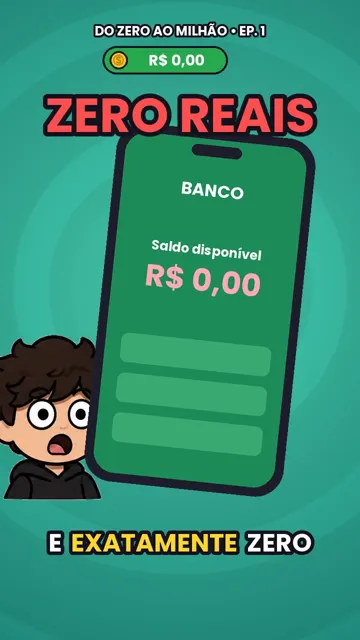 DO ZERO AO MILHÃO • EP. 1
R$ 0,00
ZERO REAIS
BANCO
Saldo disponível
R$ 0,00
E EXATAMENTE ZERO